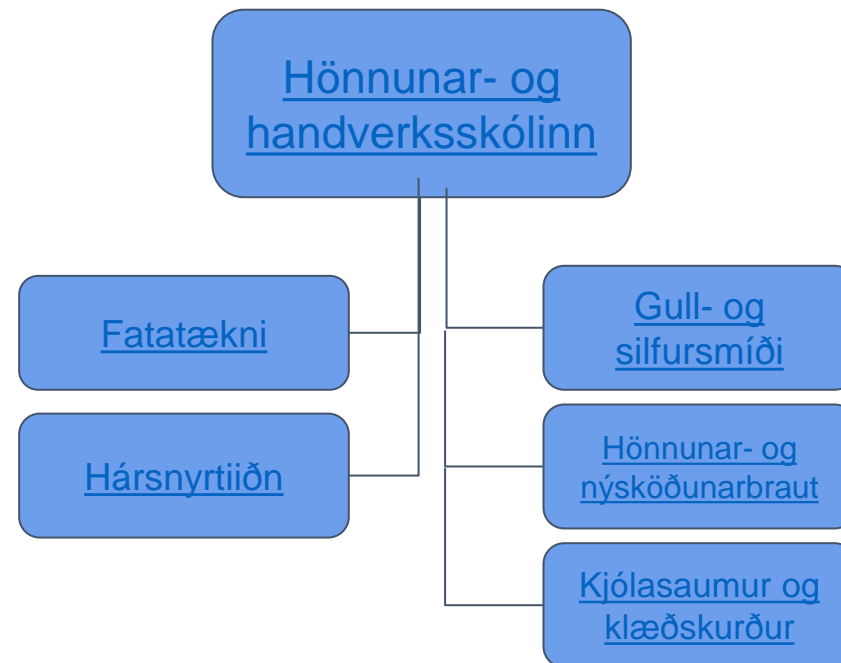 Hönnunar- og
handverksskólinn
Fatatækni
Hársnyrtiiðn
Gull- og
silfursmíði
Hönnunar- og
nýsköðunarbraut
Kjólasaumur og
klæðskurður